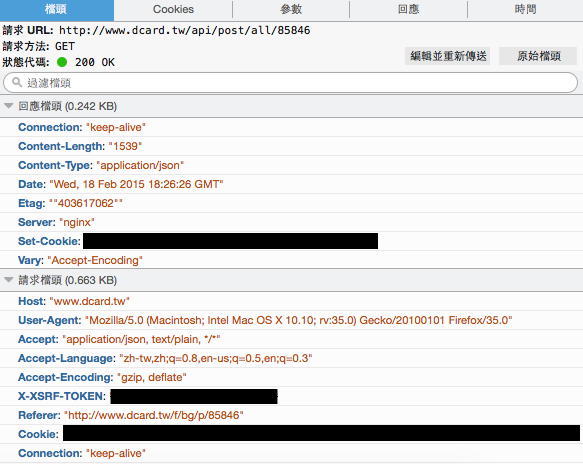 檔頭 Cookies 參數 回應 時間
請求 URL: http://www.dcard.tw/api/post/all/85846
請求方法: GET
狀態代碼: 200 OK 編輯並重新傳送 原始檔頭
過濾檔頭
回應檔頭 (0.242 KB)
Connection: "keep-alive"
Content-Length: "1539"
Content-Type: "application/json"
Date: "Wed, 18 Feb 2015 18:26:26 GMT"
Etag: ""403617062""
Server: "nginx"
Set-Cookie:
Vary: "Accept-Encoding"
請求檔頭 (0.663 KB)
Host: "www.dcard.tw"
User-Agent: "Mozilla/5.0 (Macintosh; Intel Mac OS X 10.10; rv:35.0) Gecko/20100101 Firefox/35.0"
Accept: "application/json, text/plain, */*"
Accept-Language: "zh-tw,zh;q=0.8,en-us;q=0.5,en;q=0.3"
Accept-Encoding: "gzip, deflate"
X-XSRF-TOKEN:
Referer: "http://www.dcard.tw/f/bg/p/85846"
Cookie:
Connection: "keep-alive"